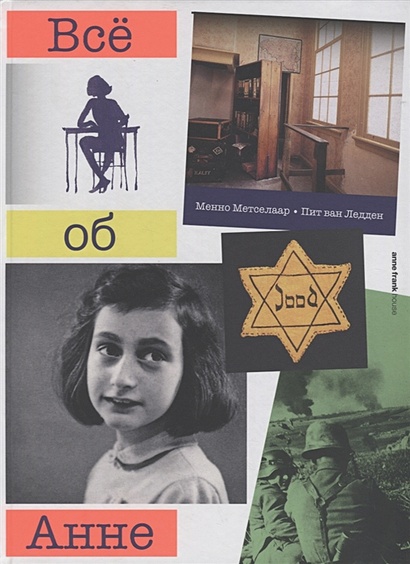 Всё
Менно Метселаар • Пит ван Ледден
об
anne frank house
Jood
Анне